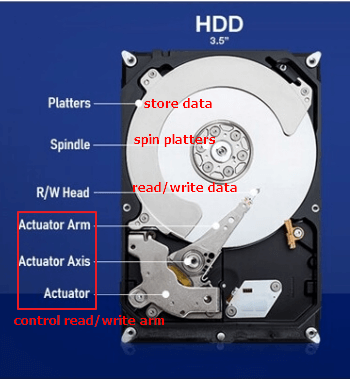 HDD
3.5"
Platters store data
Spindle spin platters
R/W Head read/write data
Actuator Arm
Actuator Axis
Actuator
control read/write arm